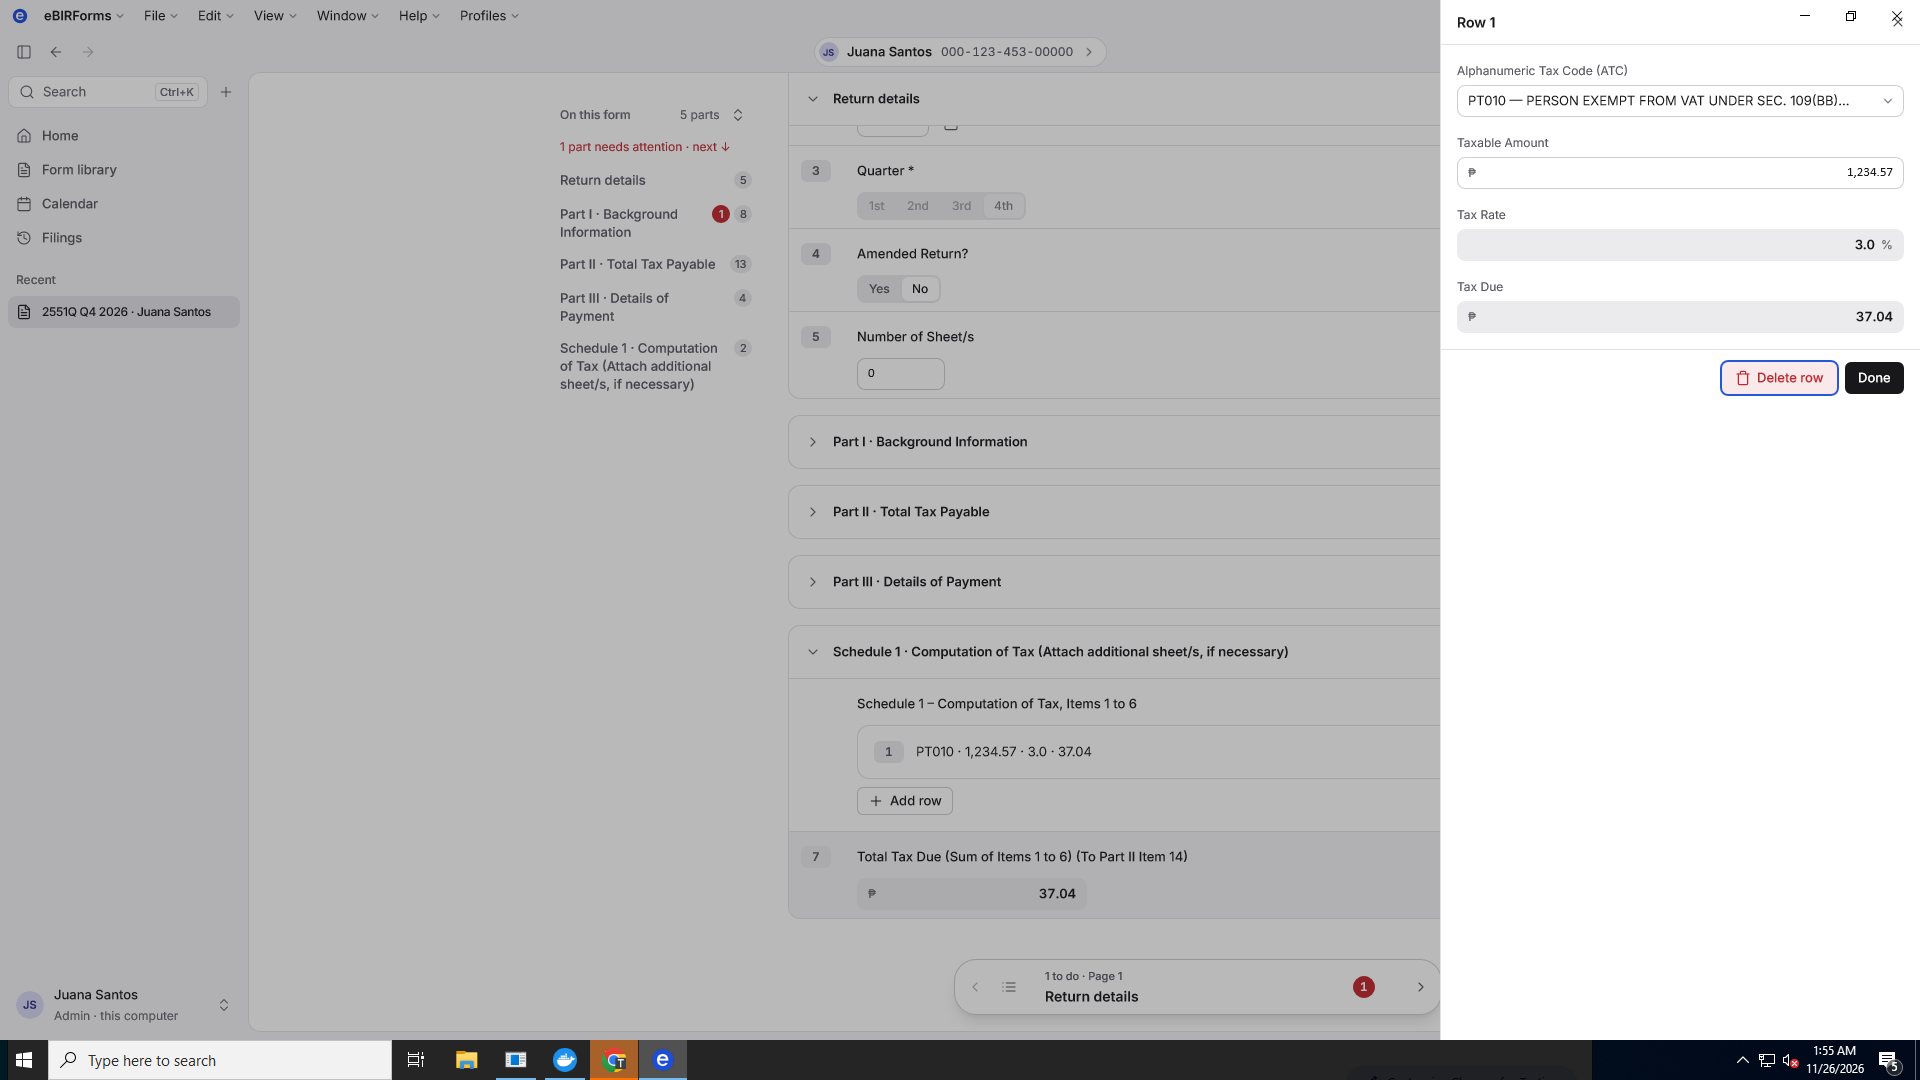 eBIRForms File Edit View Window Help Profiles
JS Juana Santos 000-123-453-00000
Search Ctrl+K
Home
Form library
Calendar
Filings
Recent
2551Q Q4 2026 · Juana Santos
JS Juana Santos
Admin · this computer
On this form 5 parts
1 part needs attention · next ↓
Return details 5
Part I · Background Information 1 8
Part II · Total Tax Payable 13
Part III · Details of Payment 4
Schedule 1 · Computation of Tax (Attach additional sheet/s, if necessary) 2
Return details
3 Quarter *
1st 2nd 3rd 4th
4 Amended Return?
Yes No
5 Number of Sheet/s
0
Part I · Background Information
Part II · Total Tax Payable
Part III · Details of Payment
Schedule 1 · Computation of Tax (Attach additional sheet/s, if necessary)
Schedule 1 – Computation of Tax, Items 1 to 6
1 PT010 · 1,234.57 · 3.0 · 37.04
+ Add row
7 Total Tax Due (Sum of Items 1 to 6) (To Part II Item 14)
₱ 37.04
1 to do · Page 1
Return details 1
Row 1
Alphanumeric Tax Code (ATC)
PT010 — PERSON EXEMPT FROM VAT UNDER SEC. 109(BB)...
Taxable Amount
₱ 1,234.57
Tax Rate
3.0 %
Tax Due
₱ 37.04
Delete row Done
Type here to search
1:55 AM
11/26/2026
5